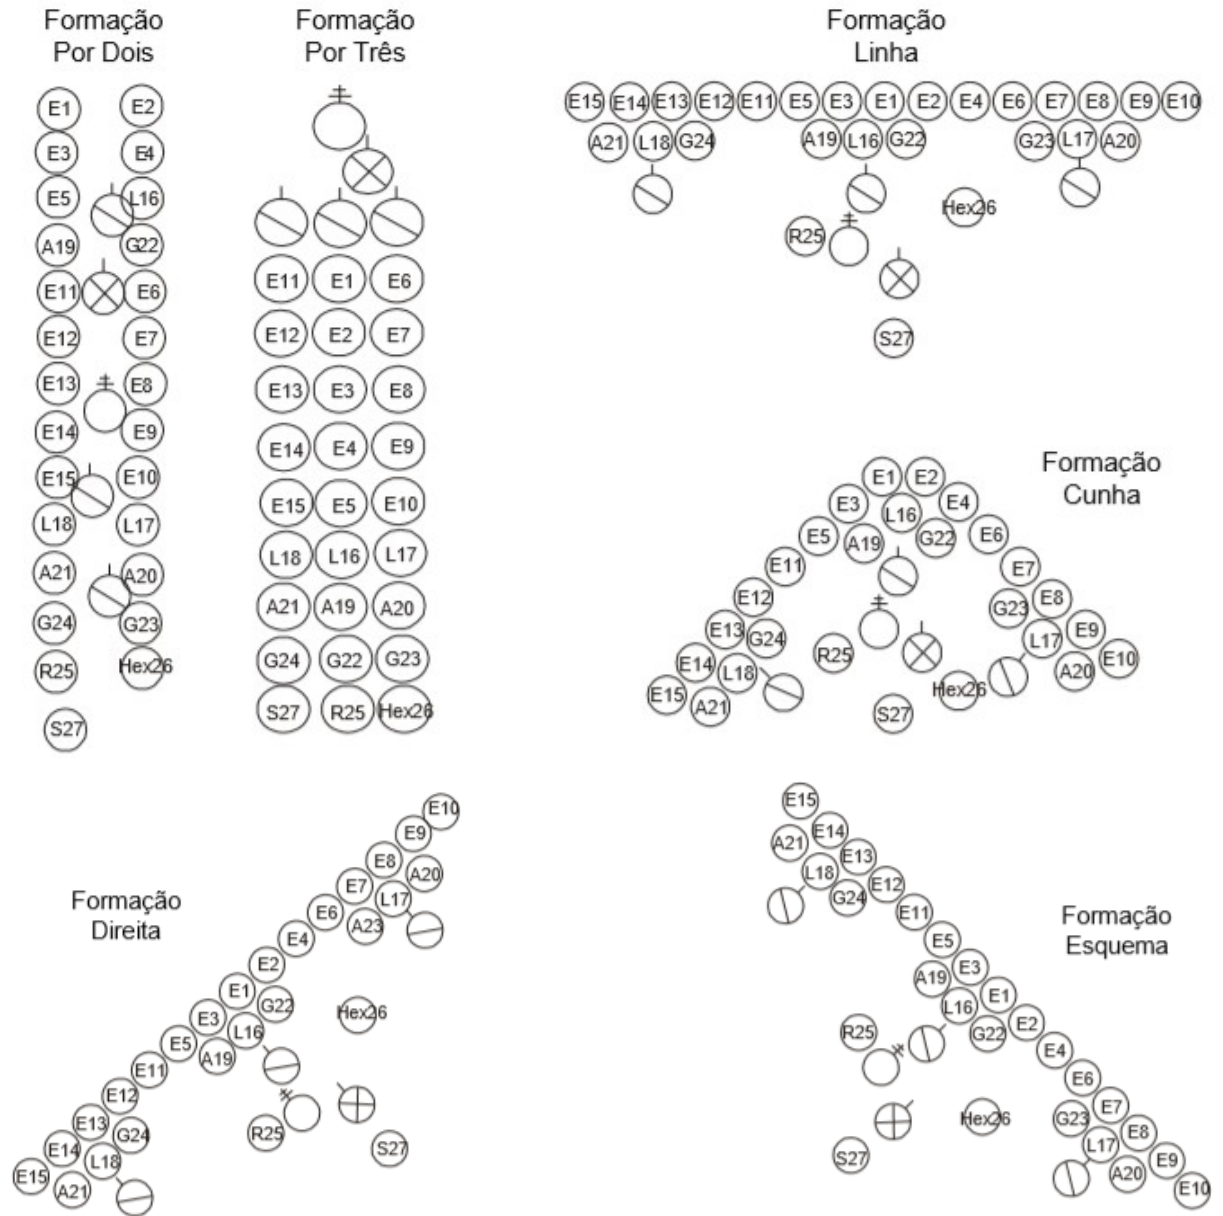 Formação
Por Dois
E1 E2
E3 E4
E5 L16
A19 G22
E11 E6
E12 E7
E13 E8
E14 E9
E15 E10
L18 L17
A21 A20
G24 G23
R25 Hex26
S27
Formação
Por Três
E11 E1 E6
E12 E2 E7
E13 E3 E8
E14 E4 E9
E15 E5 E10
L18 L16 L17
A21 A19 A20
G24 G22 G23
S27 R25 Hex26
Formação
Linha
E15 E14 E13 E12 E11 E5 E3 E1 E2 E4 E6 E7 E8 E9 E10
A21 L18 G24 A19 L16 G22 G23 L17 A20
R25 Hex26
S27
Formação
Cunha
E1 E2
E3 L16 E4
E5 A19 G22 E6
E11 E7
E12 G23 E8
E13 G24 R25 L17 E9
E14 L18 A20 E10
E15 A21 S27 Hex26
Formação
Direita
E10
E9
E8 A20
E7 L17
E6 A23
E4
E2
E1 G22
E3 L16 Hex26
E5 A19
E11
E12
E13 G24 R25
E14 L18 S27
E15 A21
Formação
Esquema
E15
A21 E14
L18 E13
G24 E12
E11
E5
A19 E3
L16 E1
R25 G22 E2
E4
E6
Hex26 G23 E7
S27 L17 E8
A20 E9
E10